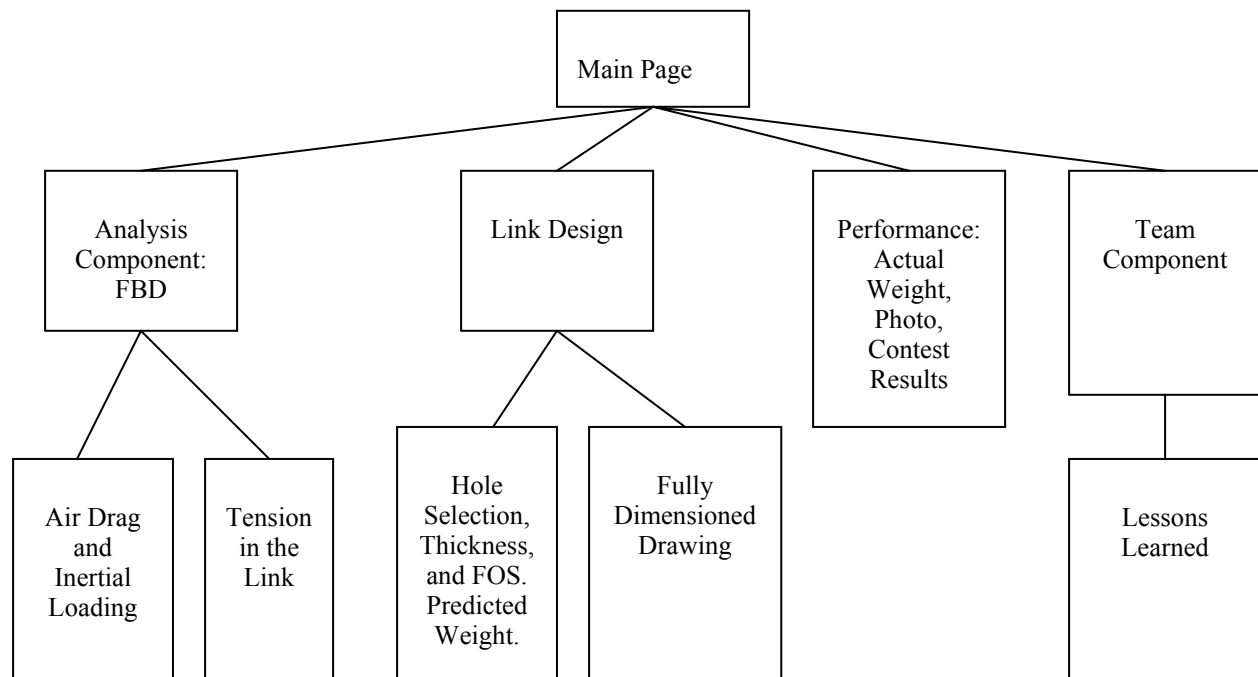 Main Page
Analysis
Component:
FBD
Link Design
Performance:
Actual
Weight,
Photo,
Contest
Results
Team
Component
Air Drag
and
Inertial
Loading
Tension
in the
Link
Hole
Selection,
Thickness,
and FOS.
Predicted
Weight.
Fully
Dimensioned
Drawing
Lessons
Learned